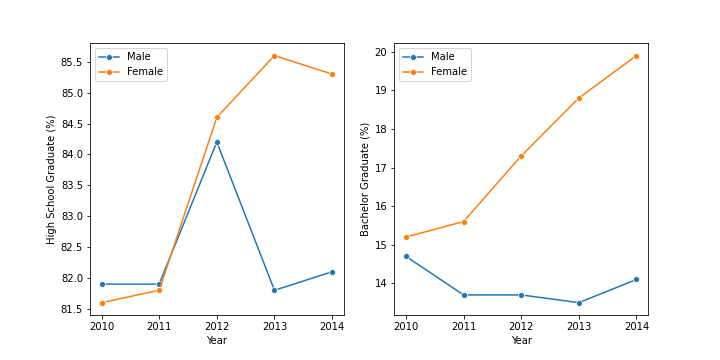 Male
Female
85.5
85.0
84.5
84.0
83.5
83.0
82.5
82.0
81.5
High School Graduate (%)
2010 2011 2012 2013 2014
Year
Male
Female
20
19
18
17
16
15
14
Bachelor Graduate (%)
2010 2011 2012 2013 2014
Year